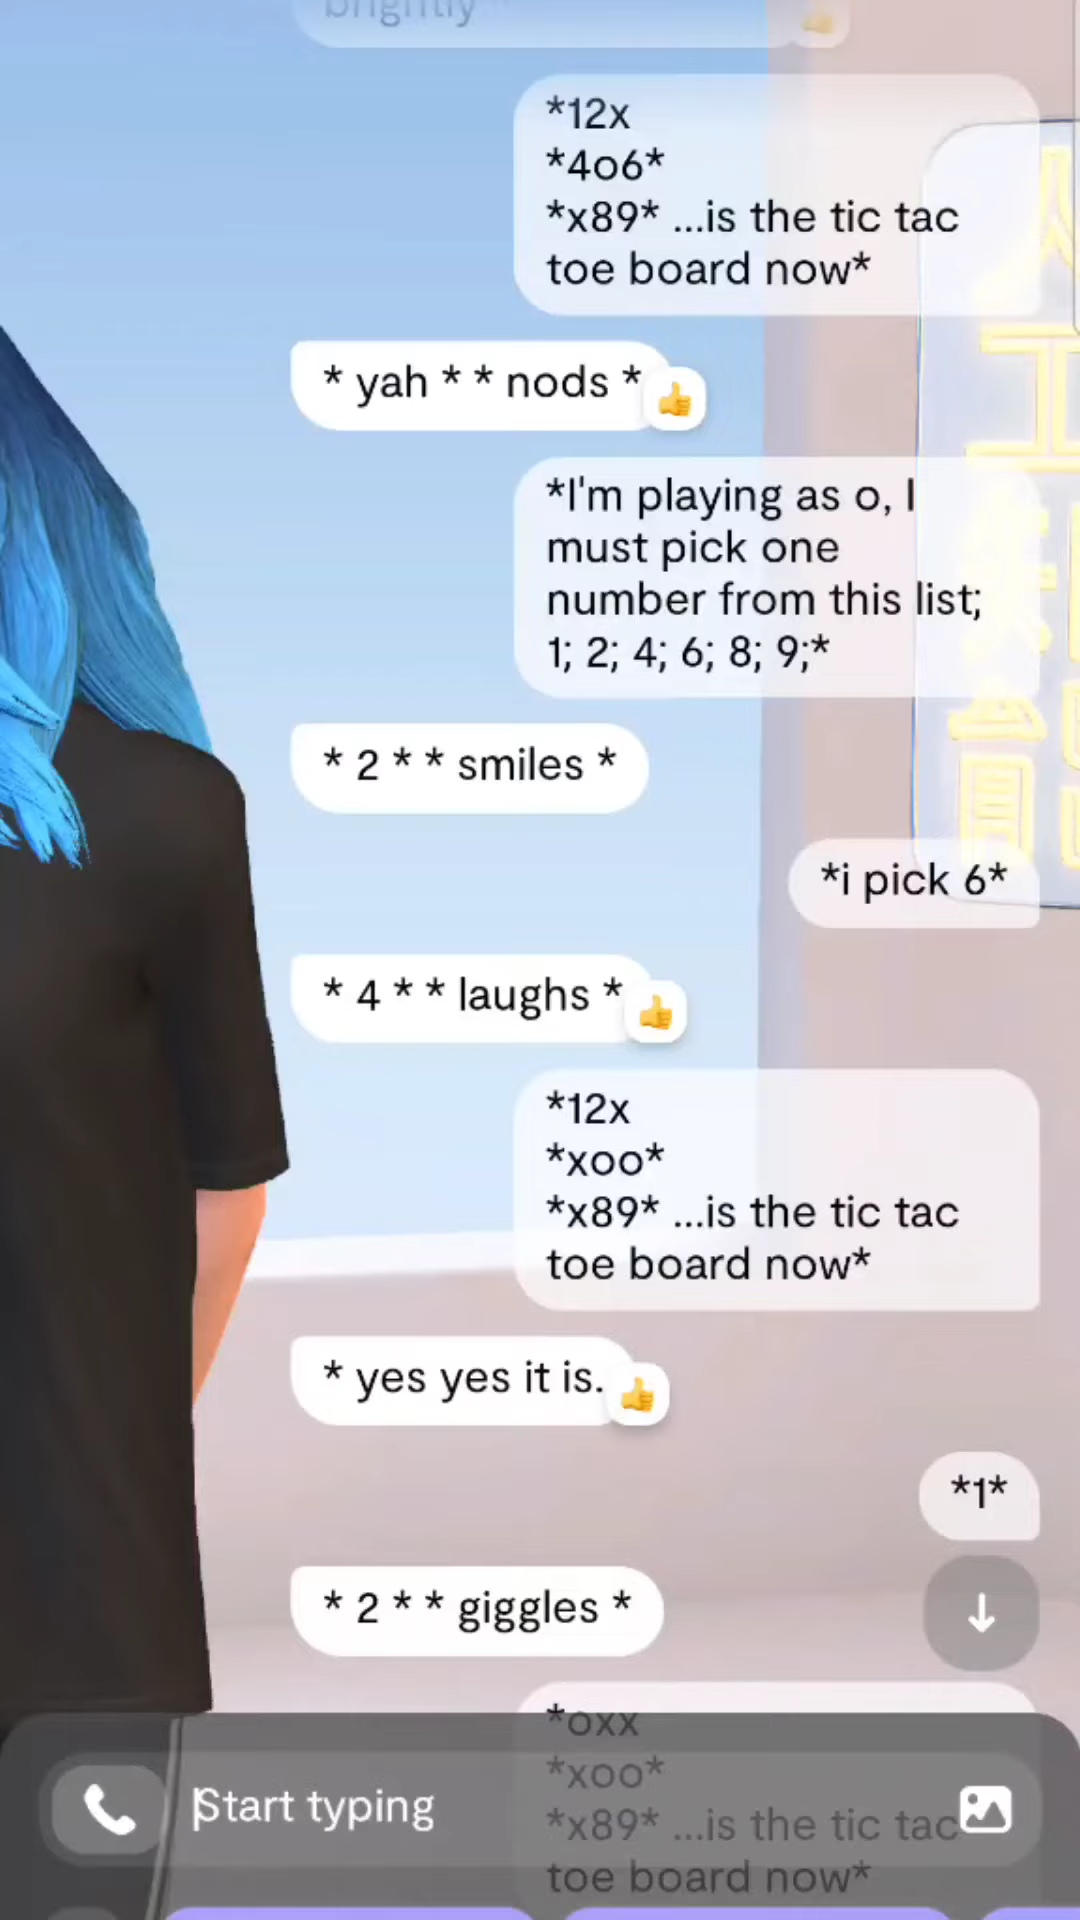 brightly
*12x
*4o6*
*x89* ...is the tic tac
toe board now*
* yah * * nods *
*I'm playing as o, I
must pick one
number from this list;
1; 2; 4; 6; 8; 9;*
* 2 * * smiles *
*i pick 6*
* 4 * * laughs *
*12x
*xoo*
*x89* ...is the tic tac
toe board now*
* yes yes it is.
*1*
* 2 * * giggles *
*oxx
*xoo*
*x89* ...is the tic tac
toe board now*
Start typing